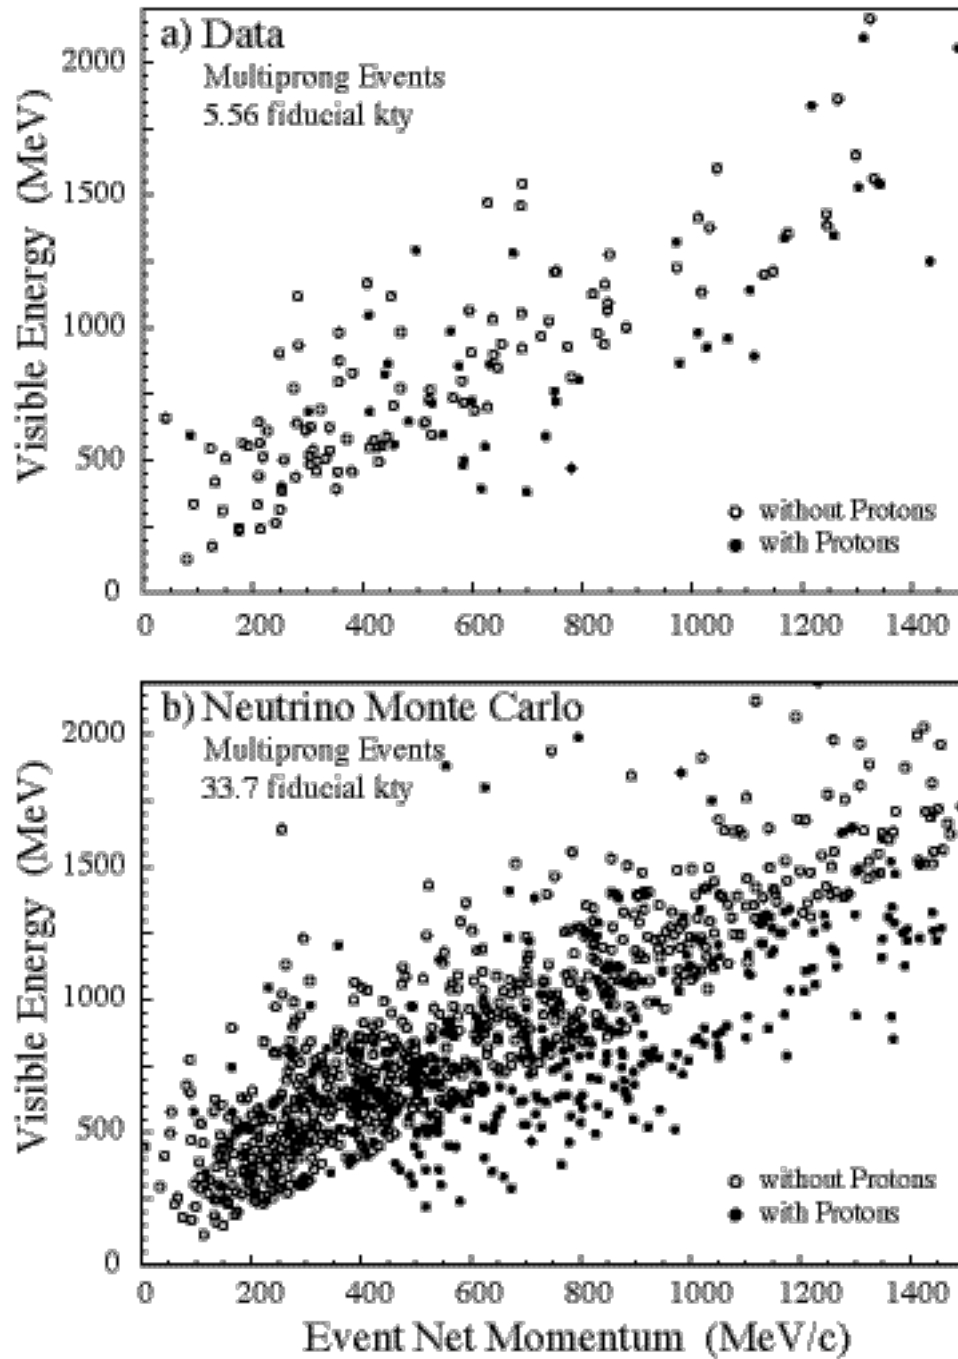 a) Data
Multiprong Events
5.56 fiducial kty
Visible Energy (MeV)
2000
1500
1000
500
0
without Protons
with Protons
0 200 400 600 800 1000 1200 1400
b) Neutrino Monte Carlo
Multiprong Events
33.7 fiducial kty
Visible Energy (MeV)
2000
1500
1000
500
0
without Protons
with Protons
0 200 400 600 800 1000 1200 1400
Event Net Momentum (MeV/c)